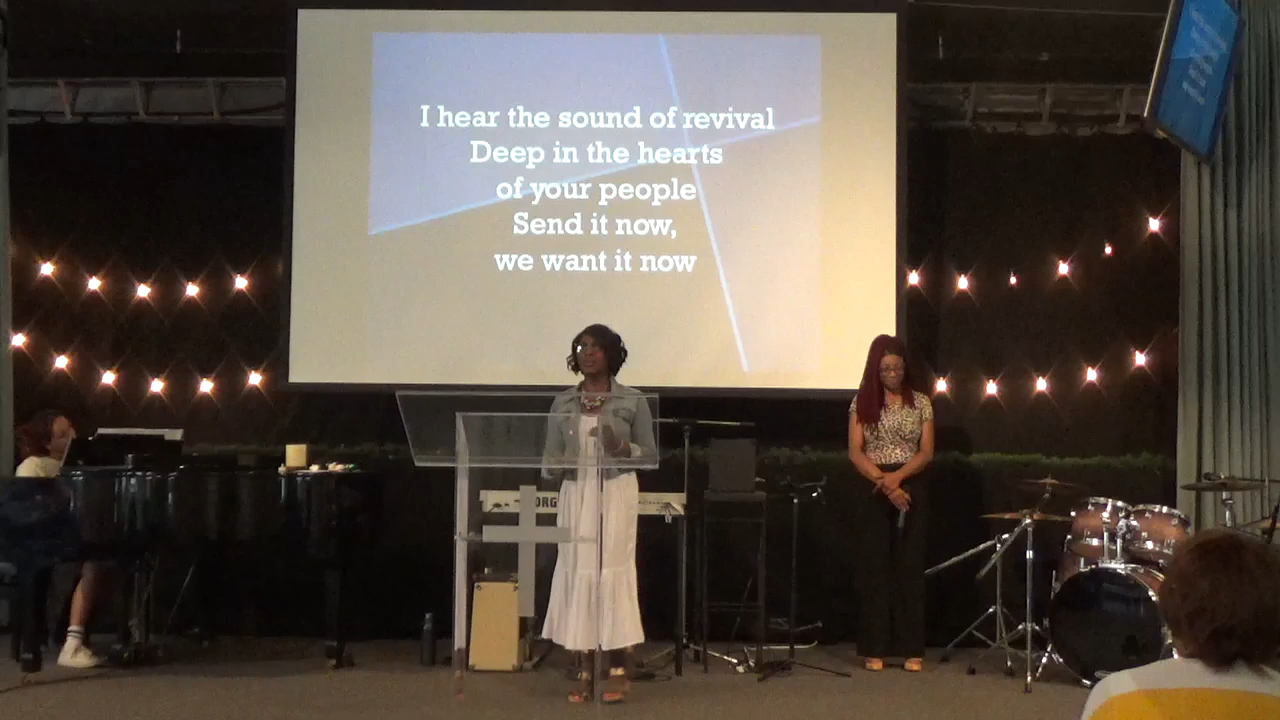 I hear the sound of revival
Deep in the hearts
of your people
Send it now,
we want it now